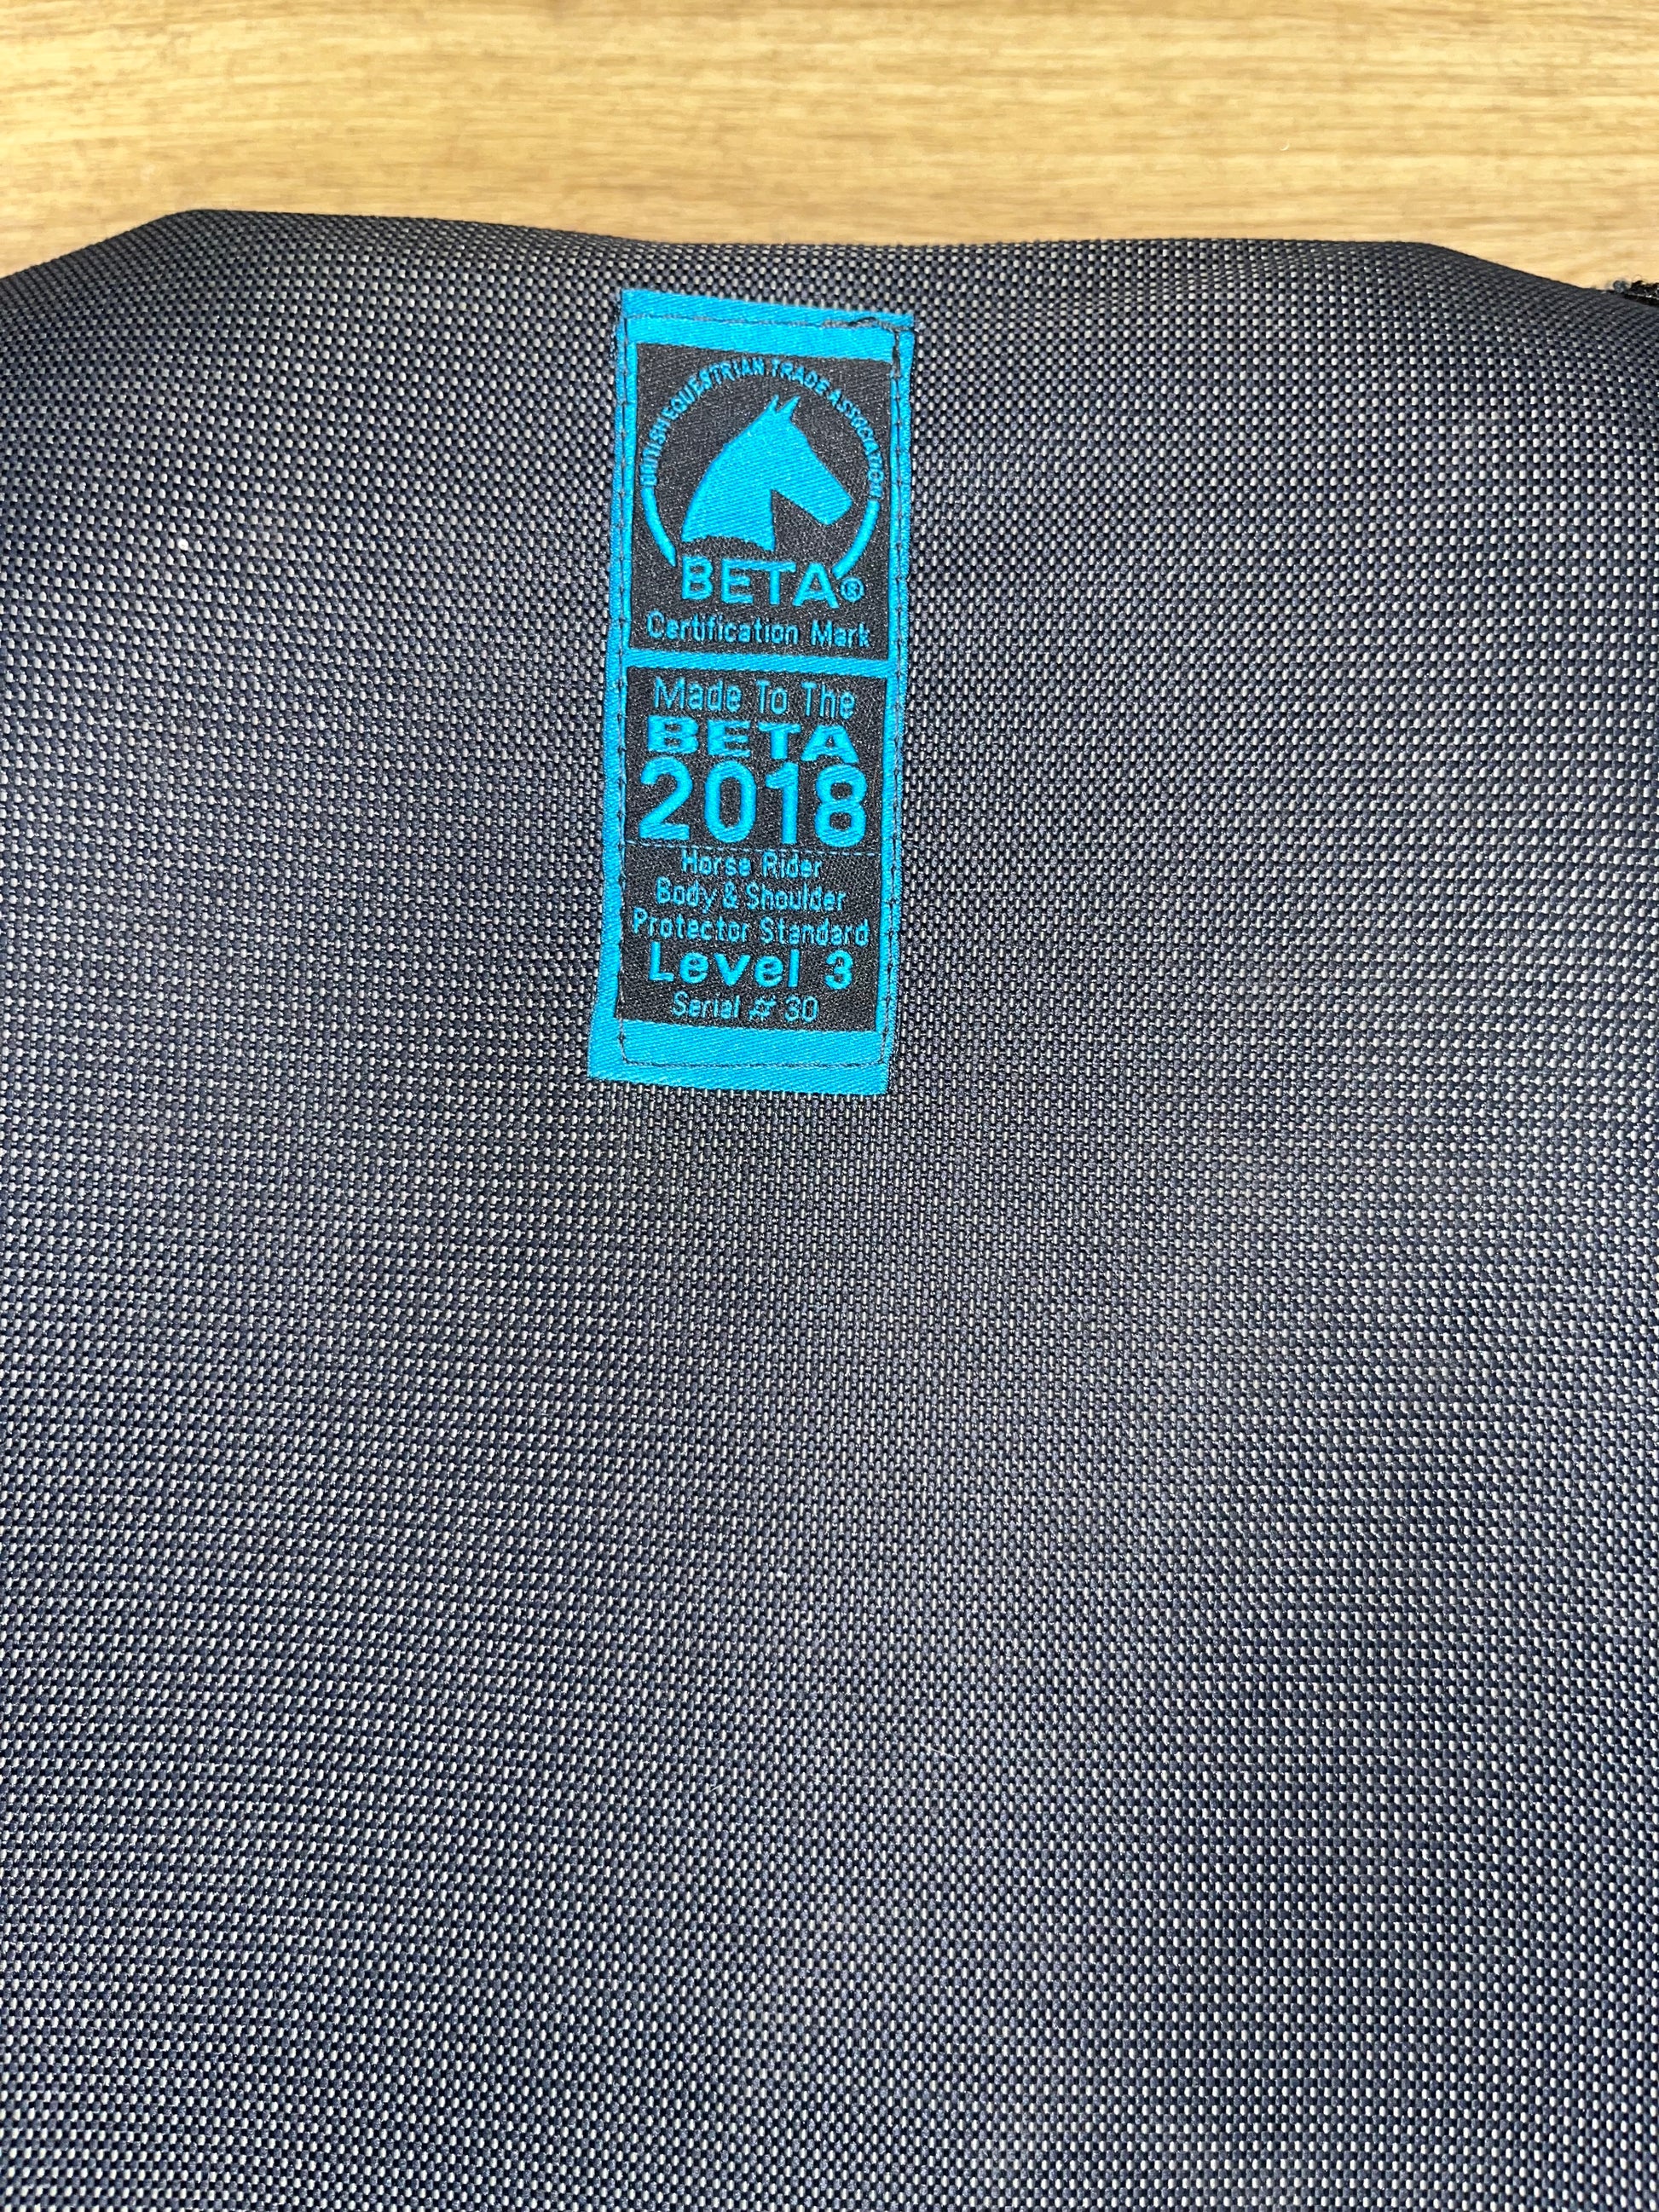 BRITISH EQUESTRIAN TRADE ASSOCIATION
BETA®
Certification Mark
Made To The
BETA
2018
Horse Rider
Body & Shoulder
Protector Standard
Level 3
Serial # 30